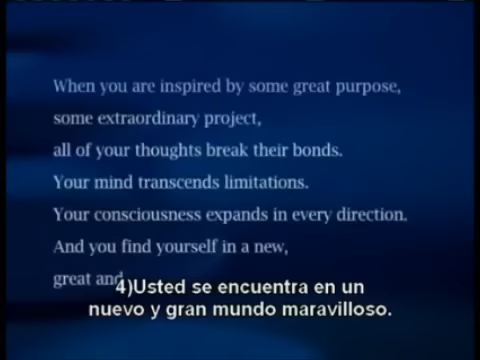 When you are inspired by some great purpose,
some extraordinary project,
all of your thoughts break their bonds.
Your mind transcends limitations.
Your consciousness expands in every direction.
And you find yourself in a new,
great and
4)Usted se encuentra en un
nuevo y gran mundo maravilloso.